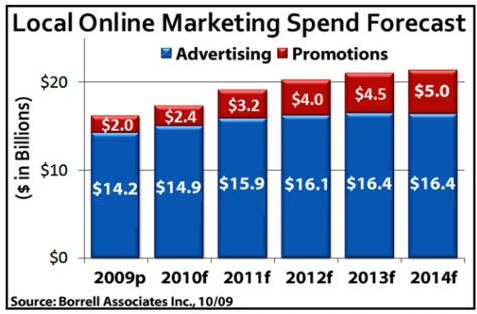 Local Online Marketing Spend Forecast
Advertising Promotions
($ in Billions)
$20
$10
$0
$2.0 $2.4 $3.2 $4.0 $4.5 $5.0
$14.2 $14.9 $15.9 $16.1 $16.4 $16.4
2009p 2010f 2011f 2012f 2013f 2014f
Source: Borrell Associates Inc., 10/09